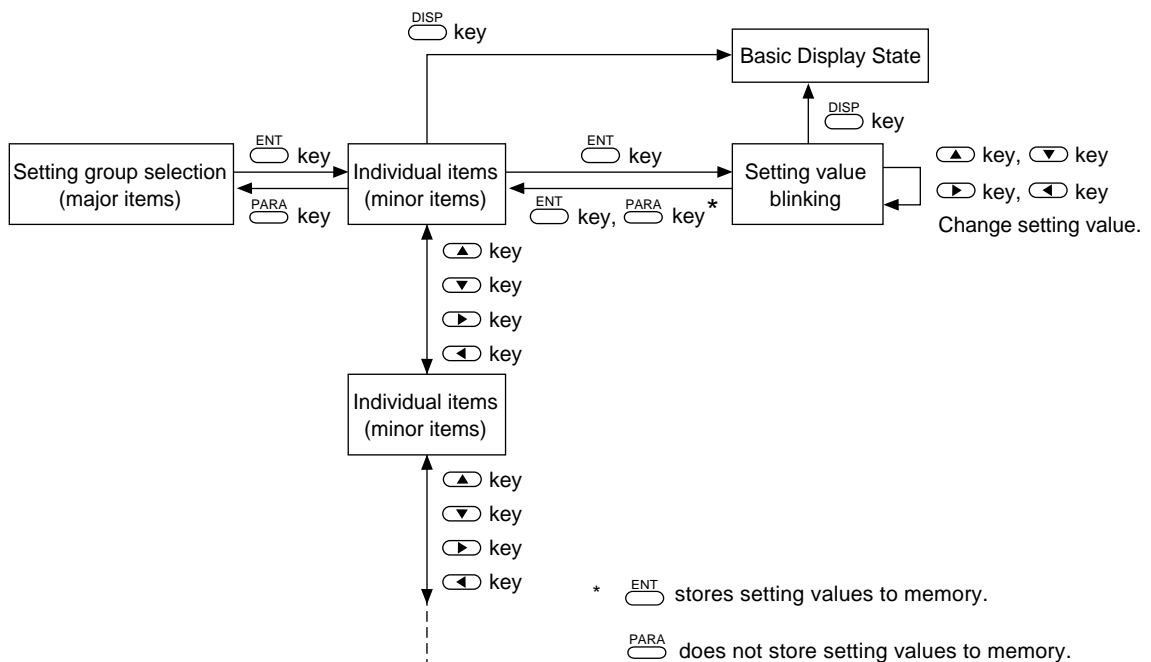 DISP key
Basic Display State
DISP key
Setting group selection
(major items)
ENT key
PARA key
Individual items
(minor items)
ENT key
ENT key, PARA key*
Setting value
blinking
▲ key, ▼ key
▶ key, ◀ key
Change setting value.
▲ key
▼ key
▶ key
◀ key
Individual items
(minor items)
▲ key
▼ key
▶ key
◀ key
* ENT stores setting values to memory.
PARA does not store setting values to memory.